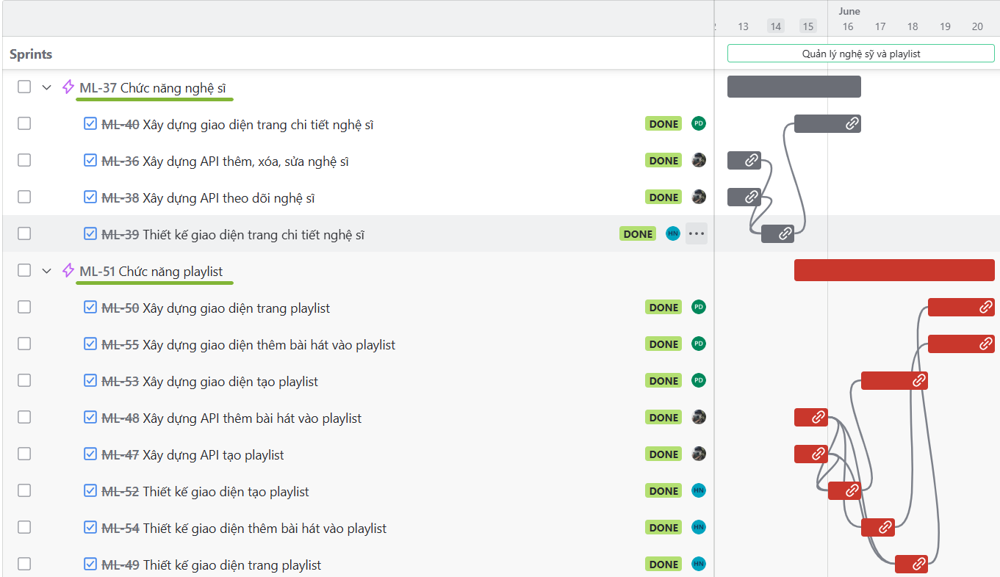 June
13 14 15 16 17 18 19 20
Sprints
Quản lý nghệ sỹ và playlist
ML-37 Chức năng nghệ sĩ
ML-40 Xây dựng giao diện trang chi tiết nghệ sĩ DONE PD
ML-36 Xây dựng API thêm, xóa, sửa nghệ sĩ DONE
ML-38 Xây dựng API theo dõi nghệ sĩ DONE
ML-39 Thiết kế giao diện trang chi tiết nghệ sĩ DONE HN
ML-51 Chức năng playlist
ML-50 Xây dựng giao diện trang playlist DONE PD
ML-55 Xây dựng giao diện thêm bài hát vào playlist DONE PD
ML-53 Xây dựng giao diện tạo playlist DONE PD
ML-48 Xây dựng API thêm bài hát vào playlist DONE
ML-47 Xây dựng API tạo playlist DONE
ML-52 Thiết kế giao diện tạo playlist DONE HN
ML-54 Thiết kế giao diện thêm bài hát vào playlist DONE HN
ML-49 Thiết kế giao diện trang playlist DONE HN